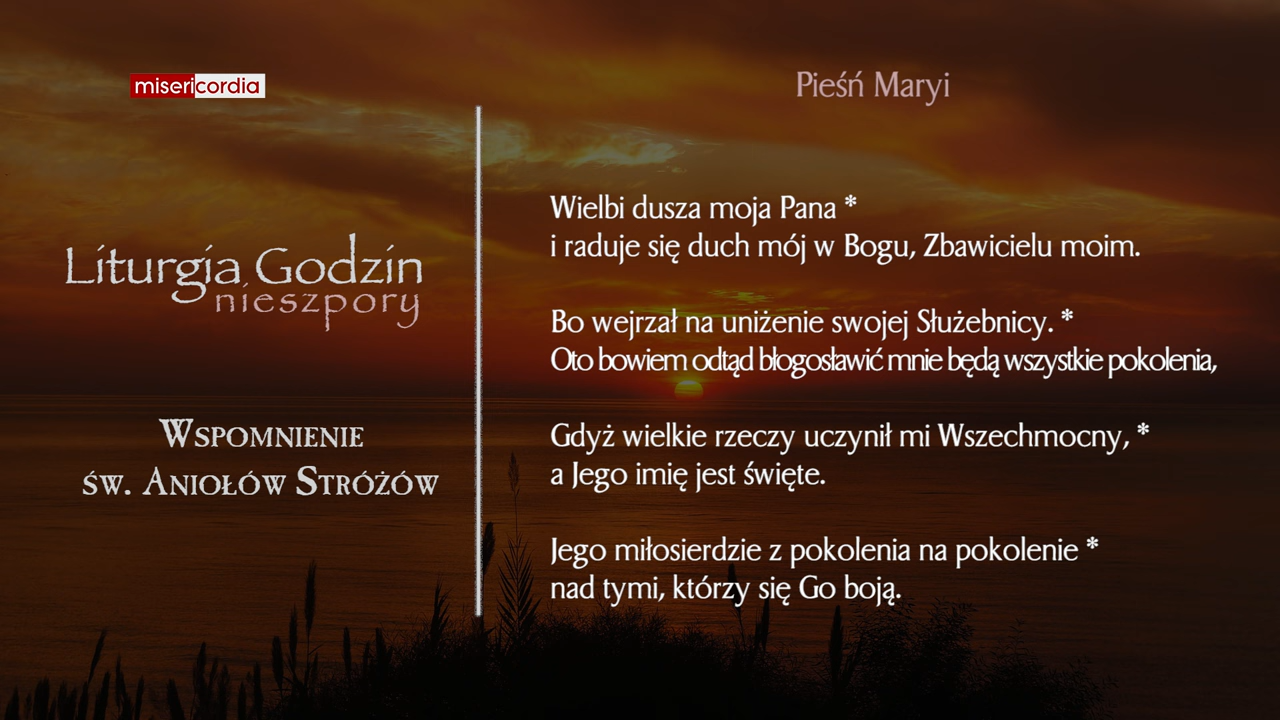 misericordia
Liturgia Godzin
nieszpory
Wspomnienie
św. Aniołów Stróżów
Pieśń Maryi
Wielbi dusza moja Pana *
i raduje się duch mój w Bogu, Zbawicielu moim.
Bo wejrzał na uniżenie swojej Służebnicy. *
Oto bowiem odtąd błogosławić mnie będą wszystkie pokolenia,
Gdyż wielkie rzeczy uczynił mi Wszechmocny, *
a Jego imię jest święte.
Jego miłosierdzie z pokolenia na pokolenie *
nad tymi, którzy się Go boją.